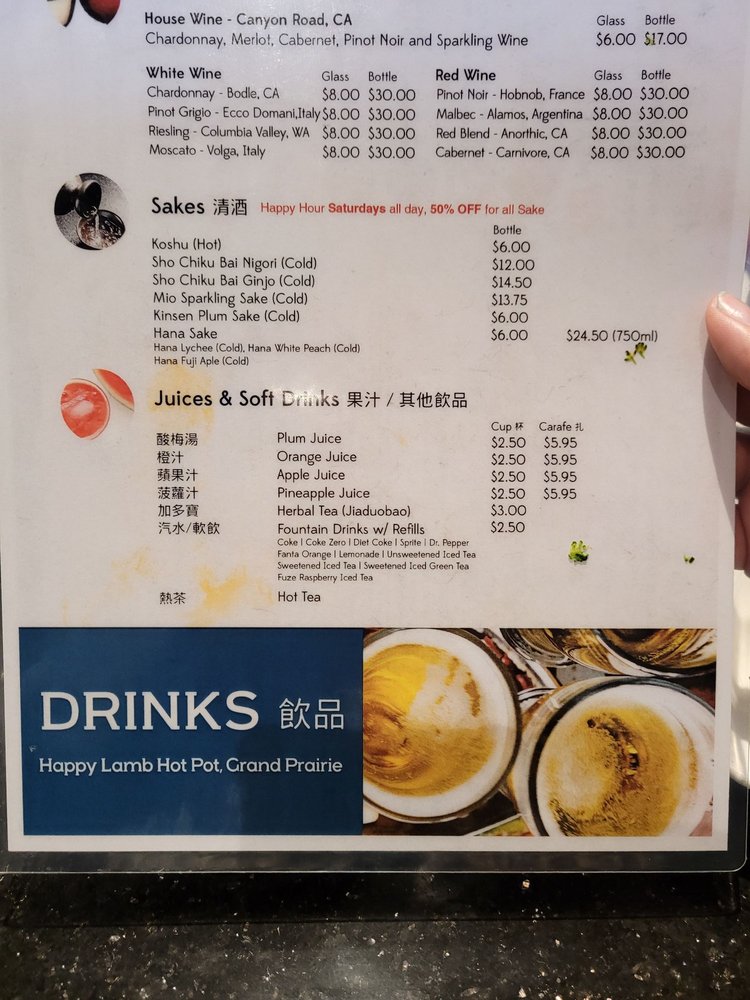 House Wine - Canyon Road, CA Glass Bottle
Chardonnay, Merlot, Cabernet, Pinot Noir and Sparkling Wine $6.00 $17.00
White Wine Glass Bottle Red Wine Glass Bottle
Chardonnay - Bodle, CA $8.00 $30.00 Pinot Noir - Hobnob, France $8.00 $30.00
Pinot Grigio - Ecco Domani,Italy $8.00 $30.00 Malbec - Alamos, Argentina $8.00 $30.00
Riesling - Columbia Valley, WA $8.00 $30.00 Red Blend - Anorthic, CA $8.00 $30.00
Moscato - Volga, Italy $8.00 $30.00 Cabernet - Carnivore, CA $8.00 $30.00
Sakes 清酒 Happy Hour Saturdays all day, 50% OFF for all Sake
Bottle
Koshu (Hot) $6.00
Sho Chiku Bai Nigori (Cold) $12.00
Sho Chiku Bai Ginjo (Cold) $14.50
Mio Sparkling Sake (Cold) $13.75
Kinsen Plum Sake (Cold) $6.00
Hana Sake $6.00 $24.50 (750ml)
Hana Lychee (Cold), Hana White Peach (Cold)
Hana Fuji Aple (Cold)
Juices & Soft Drinks 果汁 / 其他飲品
Cup 杯 Carafe 扎
酸梅湯 Plum Juice $2.50 $5.95
橙汁 Orange Juice $2.50 $5.95
蘋果汁 Apple Juice $2.50 $5.95
菠蘿汁 Pineapple Juice $2.50 $5.95
加多寶 Herbal Tea (Jiaduobao) $3.00
汽水/軟飲 Fountain Drinks w/ Refills $2.50
Coke | Coke Zero | Diet Coke | Sprite | Dr. Pepper
Fanta Orange | Lemonade | Unsweetened Iced Tea
Sweetened Iced Tea | Sweetened Iced Green Tea
Fuze Raspberry Iced Tea
熱茶 Hot Tea
DRINKS 飲品
Happy Lamb Hot Pot, Grand Prairie